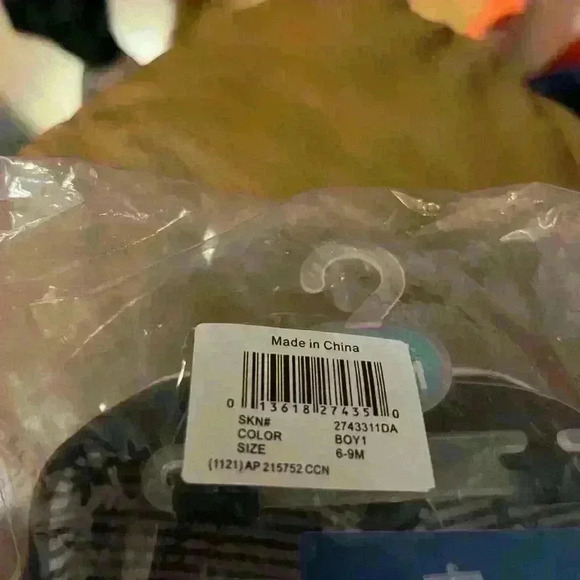 Made in China
0 13618 27435 0
SKN# 2743311DA
COLOR BOY1
SIZE 6-9M
(1121) AP 215752 CCN